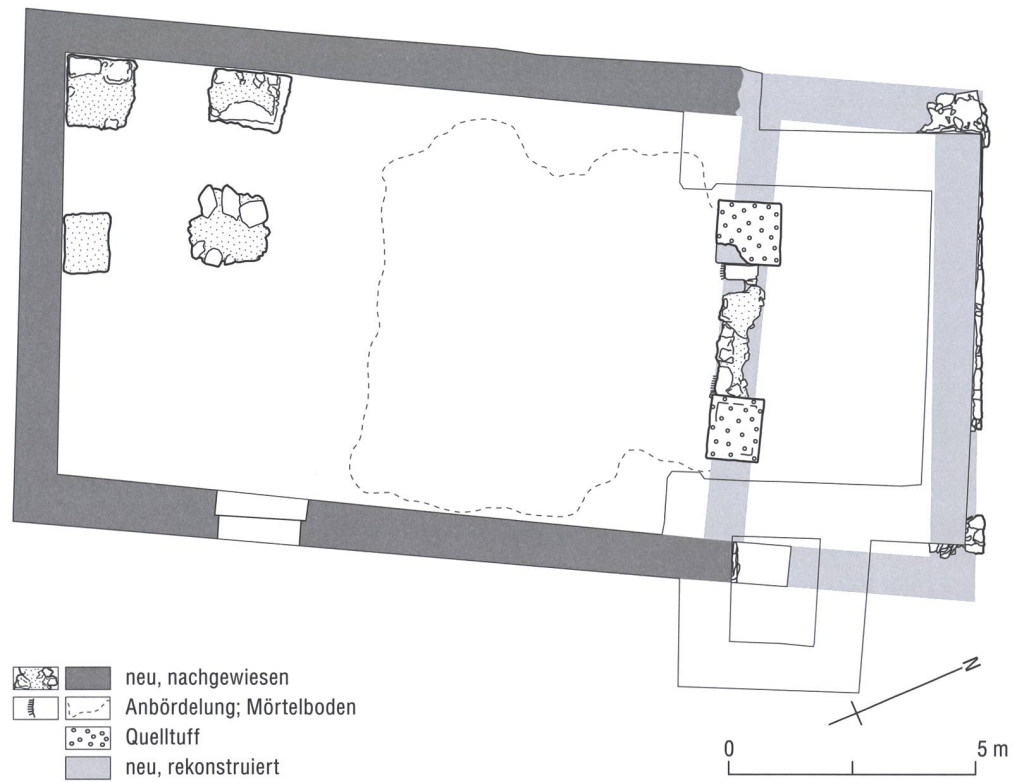 neu, nachgewiesen
Anbördelung; Mörtelboden
Quelltuff
neu, rekonstruiert
N
0 5 m